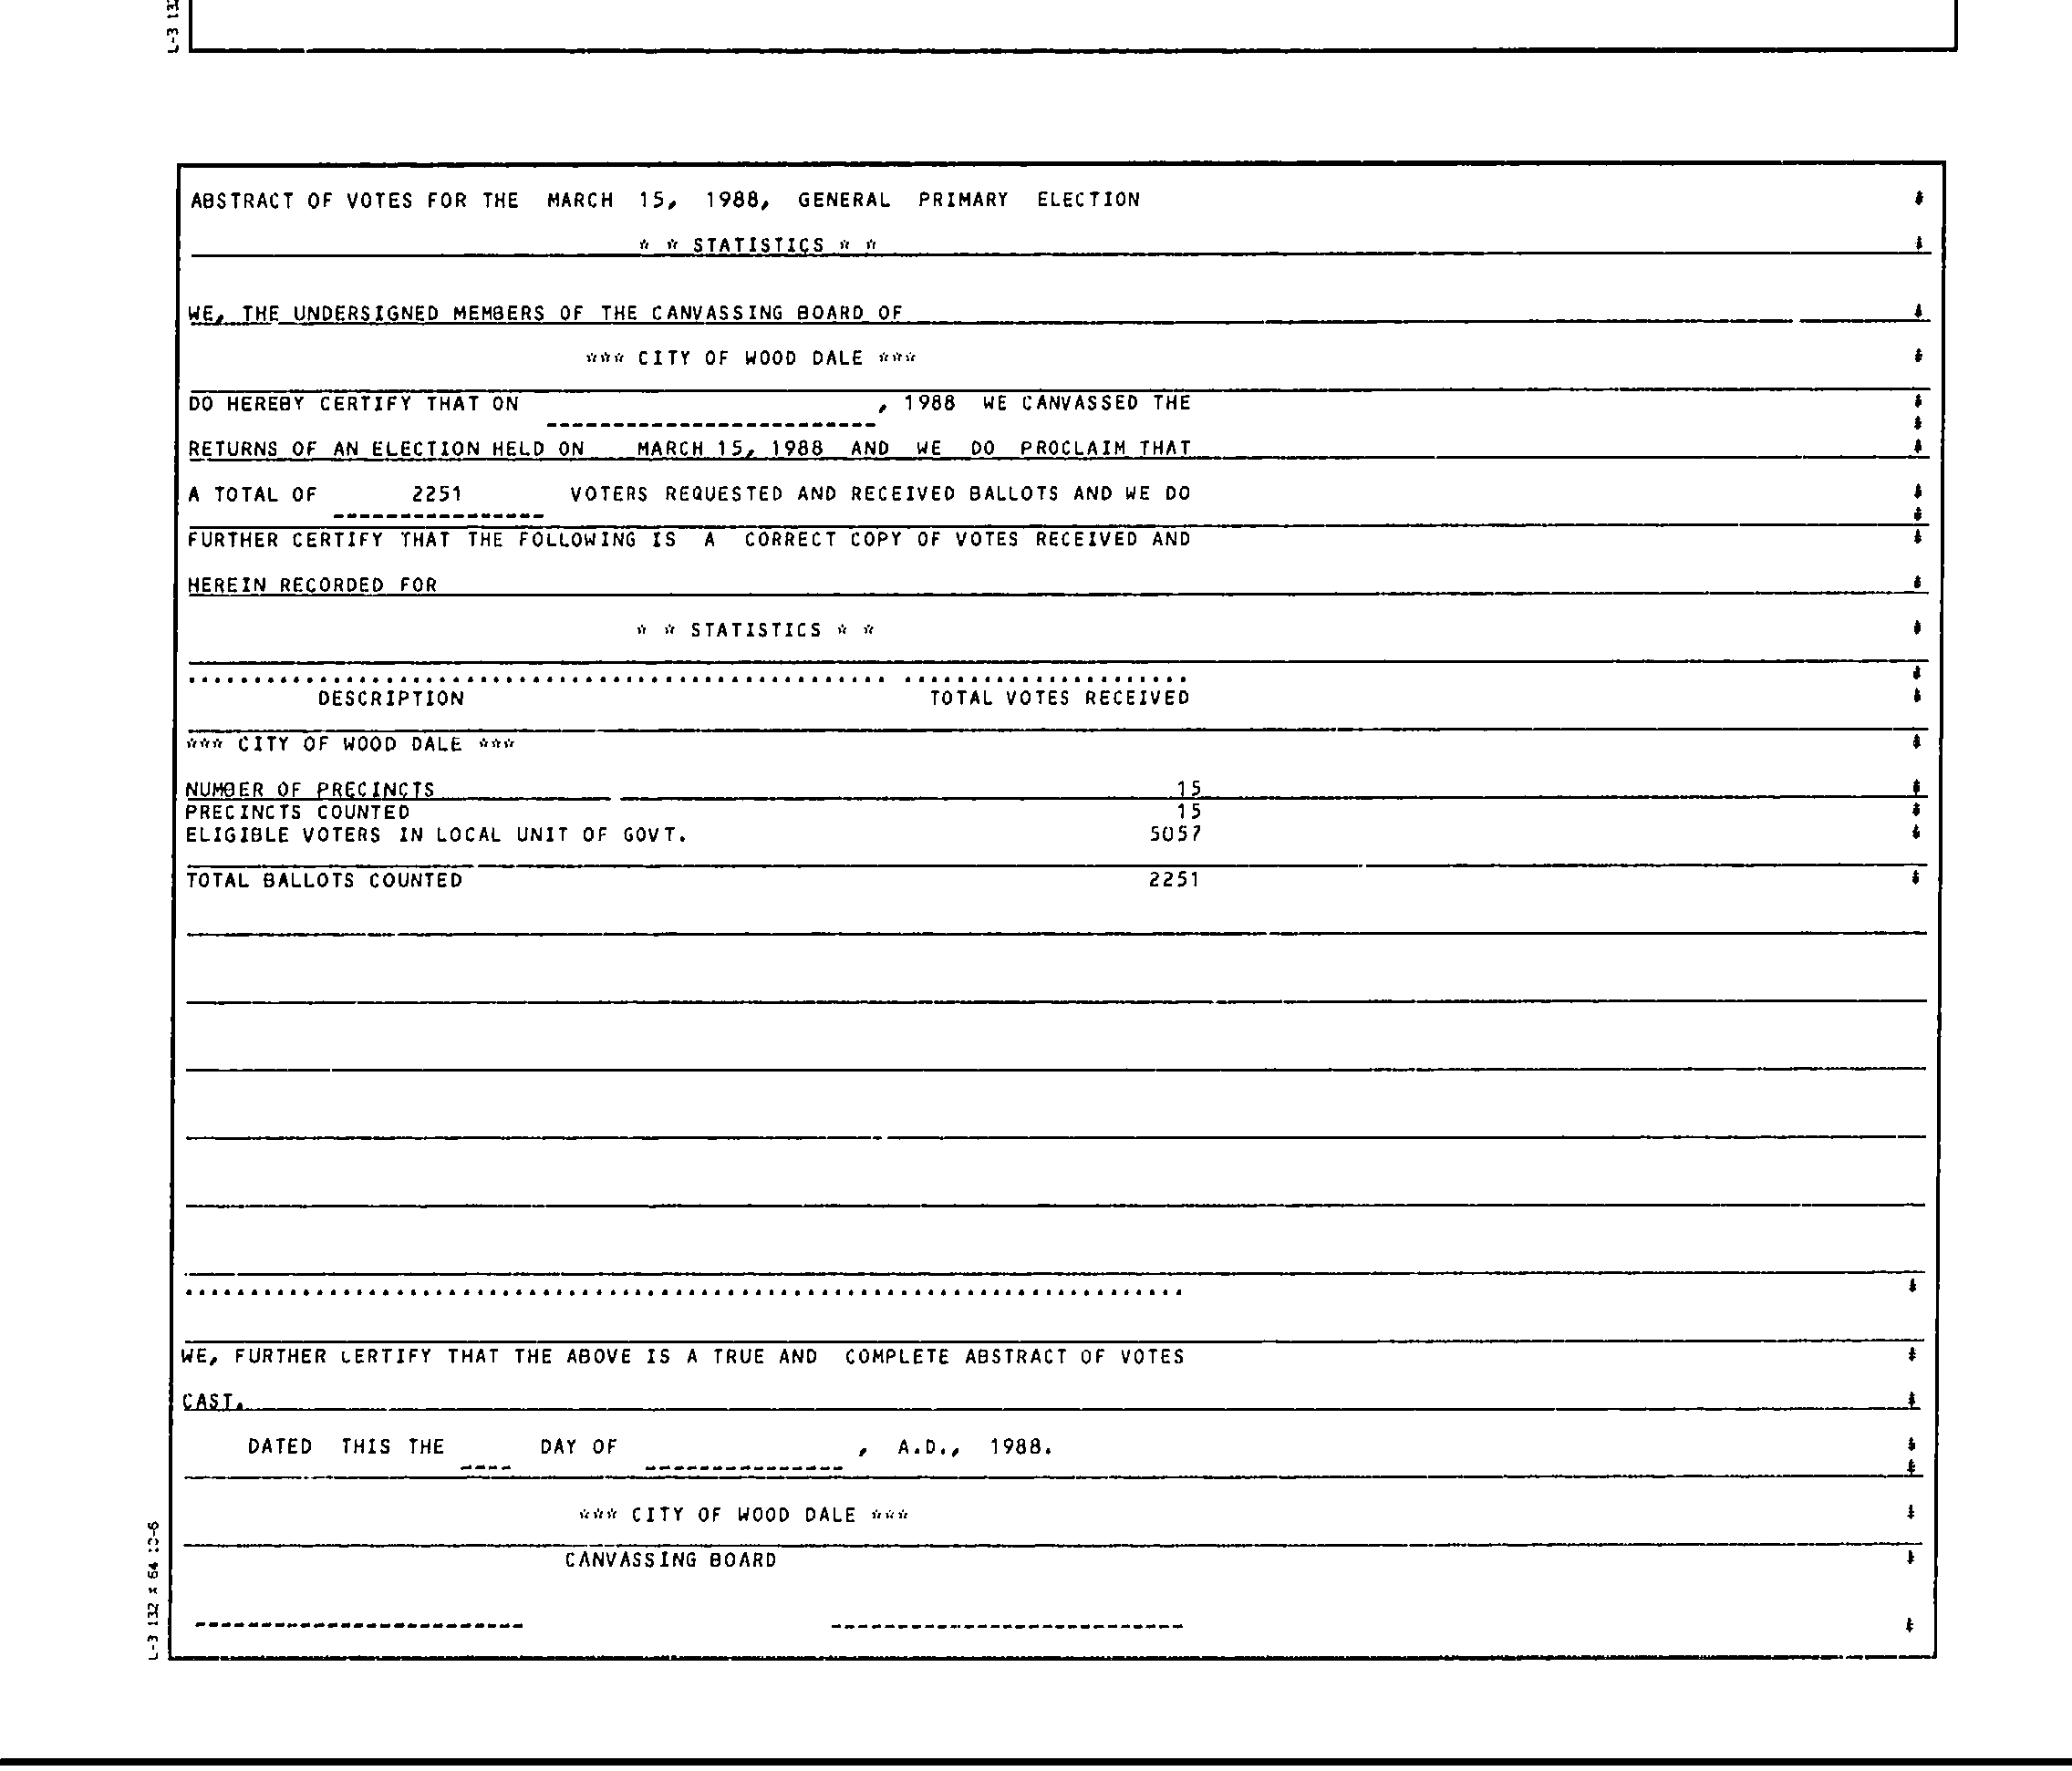 L-3 132
ABSTRACT OF VOTES FOR THE MARCH 15, 1988, GENERAL PRIMARY ELECTION
* * STATISTICS * *
WE, THE UNDERSIGNED MEMBERS OF THE CANVASSING BOARD OF
*** CITY OF WOOD DALE ***
DO HEREBY CERTIFY THAT ON , 1988 WE CANVASSED THE
RETURNS OF AN ELECTION HELD ON MARCH 15, 1988 AND WE DO PROCLAIM THAT
A TOTAL OF 2251 VOTERS REQUESTED AND RECEIVED BALLOTS AND WE DO
FURTHER CERTIFY THAT THE FOLLOWING IS A CORRECT COPY OF VOTES RECEIVED AND
HEREIN RECORDED FOR
* * STATISTICS * *
DESCRIPTION TOTAL VOTES RECEIVED
*** CITY OF WOOD DALE ***
NUMBER OF PRECINCTS 15
PRECINCTS COUNTED 15
ELIGIBLE VOTERS IN LOCAL UNIT OF GOVT. 5057
TOTAL BALLOTS COUNTED 2251
WE, FURTHER CERTIFY THAT THE ABOVE IS A TRUE AND COMPLETE ABSTRACT OF VOTES
CAST.
DATED THIS THE ____ DAY OF ____ , A.D., 1988.
*** CITY OF WOOD DALE ***
CANVASSING BOARD
L-3 132 x 64 10-6